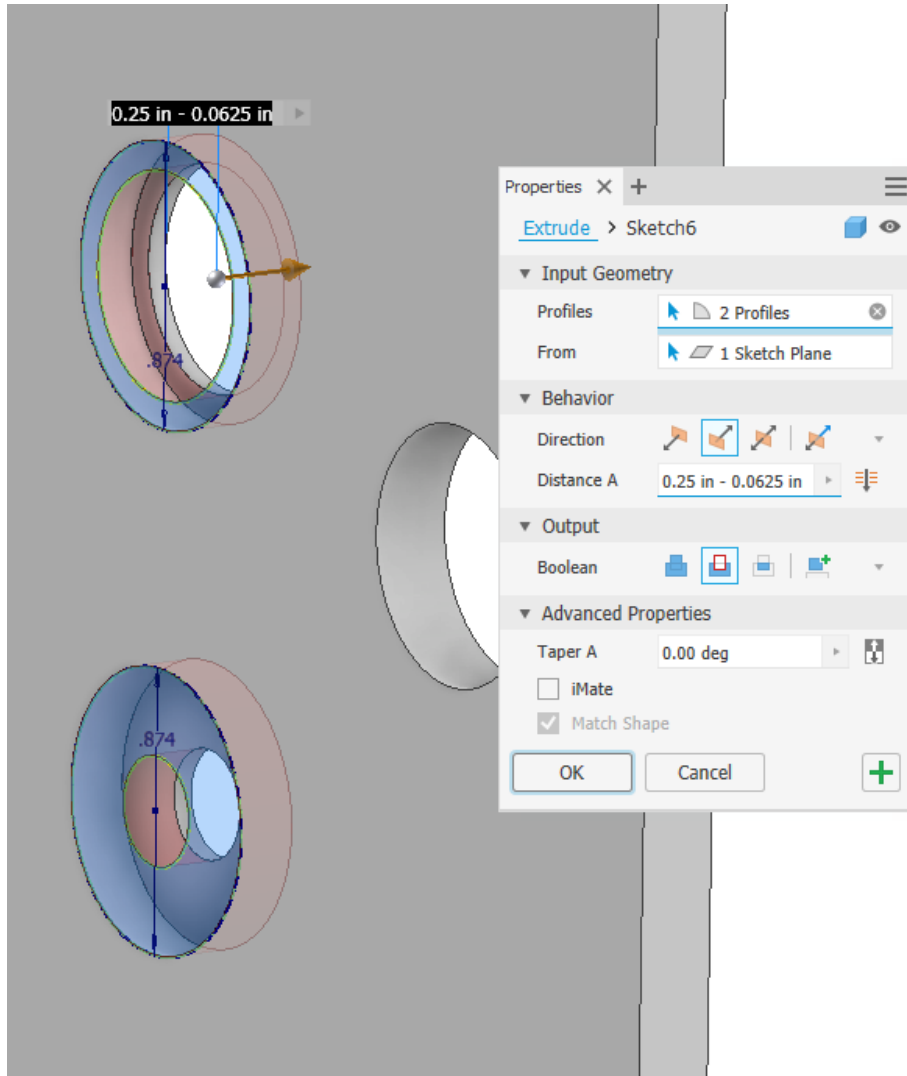 0.25 in - 0.0625 in
.874
.874
Properties
Extrude > Sketch6
Input Geometry
Profiles 2 Profiles
From 1 Sketch Plane
Behavior
Direction
Distance A 0.25 in - 0.0625 in
Output
Boolean
Advanced Properties
Taper A 0.00 deg
iMate
Match Shape
OK Cancel